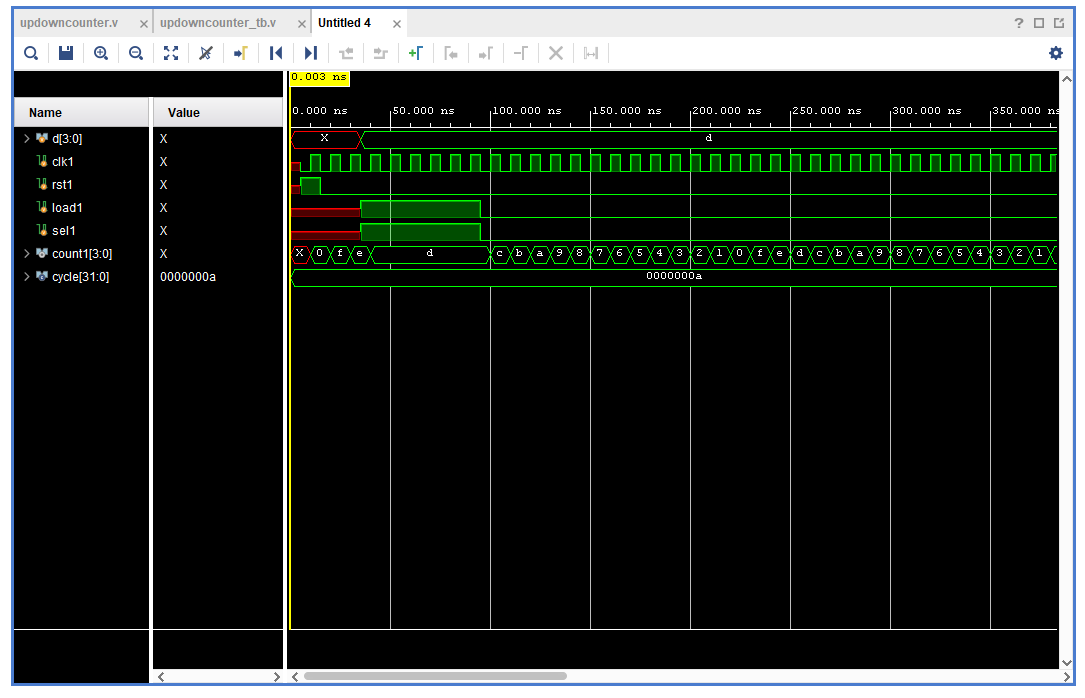 updowncounter.v × updowncounter_tb.v × Untitled 4 × ?
0.003 ns
0.000 ns 50.000 ns 100.000 ns 150.000 ns 200.000 ns 250.000 ns 300.000 ns 350.000 ns
Name Value
d[3:0] X X d
clk1 X
rst1 X
load1 X
sel1 X
count1[3:0] X X 0 f e d c b a 9 8 7 6 5 4 3 2 1 0 f e d c b a 9 8 7 6 5 4 3 2 1
cycle[31:0] 0000000a 0000000a